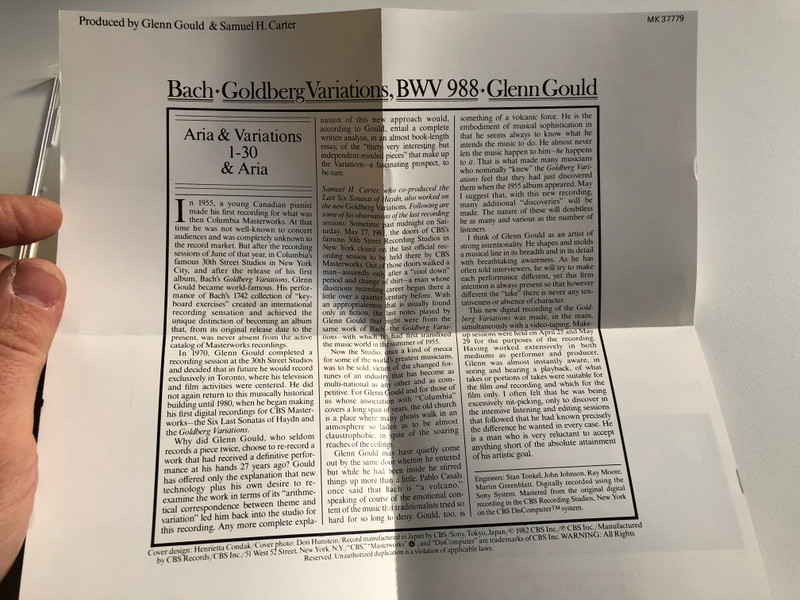 Produced by Glenn Gould & Samuel H. Carter
MK 37779
Bach·Goldberg Variations, BWV 988·Glenn Gould
Aria & Variations
1-30
& Aria
In 1955, a young Canadian pianist
made his first recording for what was
then Columbia Masterworks. At that
time he was not well-known to concert
audiences and was completely unknown to
the record market. But after the recording
sessions of June of that year, in Columbia's
famous 30th Street Studios in New York
City, and after the release of his first
album, Bach's Goldberg Variations, Glenn
Gould became world-famous. His perfor-
mance of Bach's 1742 collection of "key-
board exercises" created an international
recording sensation and achieved the
unique distinction of becoming an album
that, from its original release date to the
present, was never absent from the active
catalog of Masterworks recordings.
In 1970, Glenn Gould completed a
recording session at the 30th Street Studios
and decided that in future he would record
exclusively in Toronto, where his television
and film activities were centered. He did
not again return to this musically historical
building until 1980, when he began making
his first digital recordings for CBS Master-
works—the Six Last Sonatas of Haydn and
the Goldberg Variations.
Why did Glenn Gould, who seldom
records a piece twice, choose to re-record a
work that had received a definitive perfor-
mance at his hands 27 years ago? Gould
has offered only the explanation that new
technology plus his own desire to re-
examine the work in terms of its "arithme-
tical correspondence between theme and
variation" led him back into the studio for
this recording. Any more complete expla-
nation of this new approach would,
according to Gould, entail a complete
written analysis, in an almost book-length
essay, of the "thirty very interesting but
independent-minded pieces" that make up
the Variations—a fascinating prospect, to
be sure.
Samuel H. Carter, who co-produced the
Last Six Sonatas of Haydn, also worked on
the new Goldberg Variations. Following are
some of his observations of the last recording
sessions: Sometime past midnight on Sat-
urday, May 27, 1981, the doors of CBS's
famous 30th Street Recording Studios in
New York closed on the last official rec-
ording session to be held there by CBS
Masterworks. Out of those doors walked a
man—assuredly only after a "cool down"
period and change of shirt—a man whose
illustrious recording career began there a
little over a quarter century before. With
an appropriateness that is usually found
only in fiction, the last notes played by
Glenn Gould that night were from the
same work of Bach, the Goldberg Varia-
tions—with which he had first transfixed
the music world in the summer of 1955.
Now the Studio, once a kind of mecca
for some of the world's greatest musicians,
was to be sold, victim of the changed for-
tunes of an industry that has become as
multi-national as any other and as com-
petitive. For Glenn Gould and for those of
us whose association with "Columbia"
covers a long span of years, the old church
is a place where many ghosts walk in an
atmosphere so laden as to be almost
claustrophobic, in spite of the soaring
reaches of the ceiling.
Glenn Gould may have quietly come
out by the same door wherein he entered
but while he had been inside he stirred
things up more than a little. Pablo Casals
once said that Bach is "a volcano,"
speaking of course of the emotional con-
tent of the music that traditionalists tried so
hard for so long to deny. Gould, too, is
something of a volcanic force. He is the
embodiment of musical sophistication in
that he seems always to know what he
intends the music to do. He almost never
lets the music happen to him—he happens
to it. That is what made many musicians
who nominally "knew" the Goldberg Vari-
ations feel that they had just discovered
them when the 1955 album appeared. May
I suggest that, with this new recording,
many additional "discoveries" will be
made. The nature of these will doubtless
be as many and various as the number of
listeners.
I think of Glenn Gould as an artist of
strong intentionality. He shapes and molds
a musical line in its breadth and in its detail
with breathtaking awareness. As he has
often told interviewers, he will try to make
each performance different, yet this firm
intention is always present so that however
different the "take" there is never any ten-
tativeness or absence of character.
This new digital recording of the Gold-
berg Variations was made, in the main,
simultaneously with a video-taping. Make-
up sessions were held on April 25 and May
29 for the purposes of the recording.
Having worked extensively in both
mediums as performer and producer,
Glenn was almost instantly aware, in
seeing and hearing a playback, of what
takes or portions of takes were suitable for
the film and recording and which for the
film only. I often felt that he was being
excessively nit-picking, only to discover in
the intensive listening and editing sessions
that followed that he had known precisely
the difference he wanted in every case. He
is a man who is very reluctant to accept
anything short of the absolute attainment
of his artistic goal.
Engineers: Stan Tonkel, John Johnson, Ray Moore,
Martin Greenblatt. Digitally recorded using the
Sony System. Mastered from the original digital
recording in the CBS Recording Studios, New York
on the CBS DisComputer™ system.
Cover design: Henrietta Condak/Cover photo: Don Hunstein/Record manufactured in Japan by CBS/Sony, Tokyo, Japan/© 1982 CBS Inc./℗ CBS Inc./Manufactured
by CBS Records/CBS Inc./51 West 52 Street, New York, N.Y./"CBS," "Masterworks" and "DisComputer" are trademarks of CBS Inc. WARNING: All Rights
Reserved. Unauthorized duplication is a violation of applicable laws.